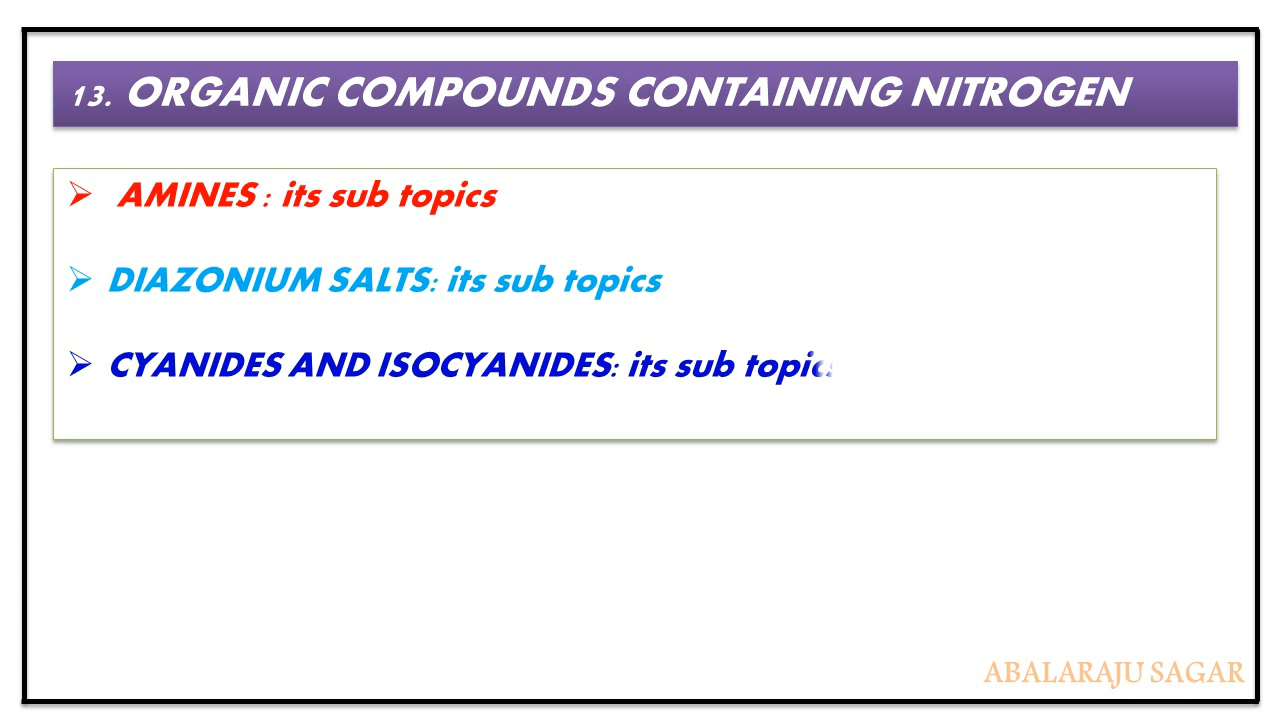 13. ORGANIC COMPOUNDS CONTAINING NITROGEN
➢ AMINES : its sub topics
➢ DIAZONIUM SALTS: its sub topics
➢ CYANIDES AND ISOCYANIDES: its sub topics
ABALARAJU SAGAR